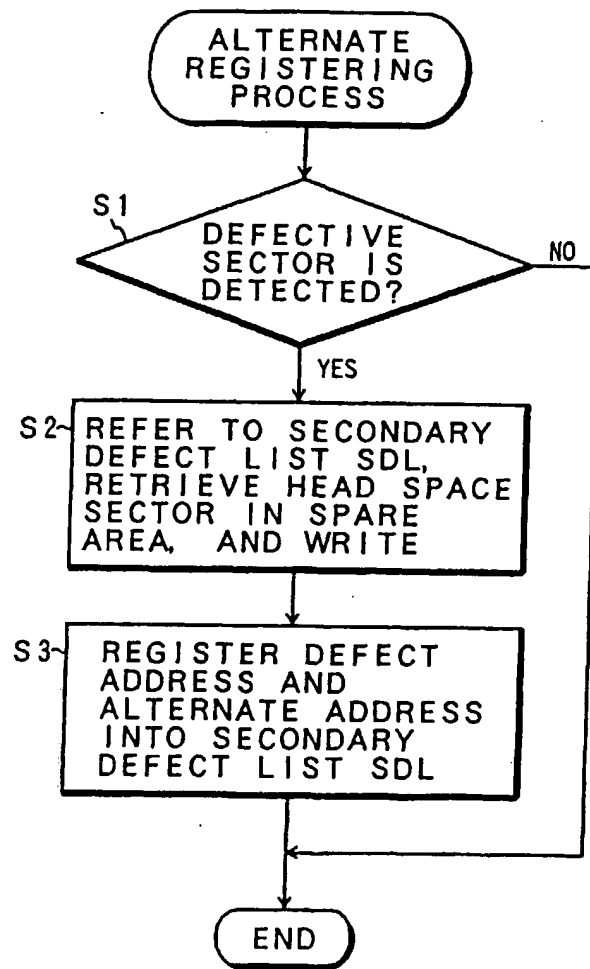 ALTERNATE
REGISTERING
PROCESS
S1
DEFECTIVE
SECTOR IS
DETECTED?
NO
YES
S2
REFER TO SECONDARY
DEFECT LIST SDL,
RETRIEVE HEAD SPACE
SECTOR IN SPARE
AREA, AND WRITE
S3
REGISTER DEFECT
ADDRESS AND
ALTERNATE ADDRESS
INTO SECONDARY
DEFECT LIST SDL
END